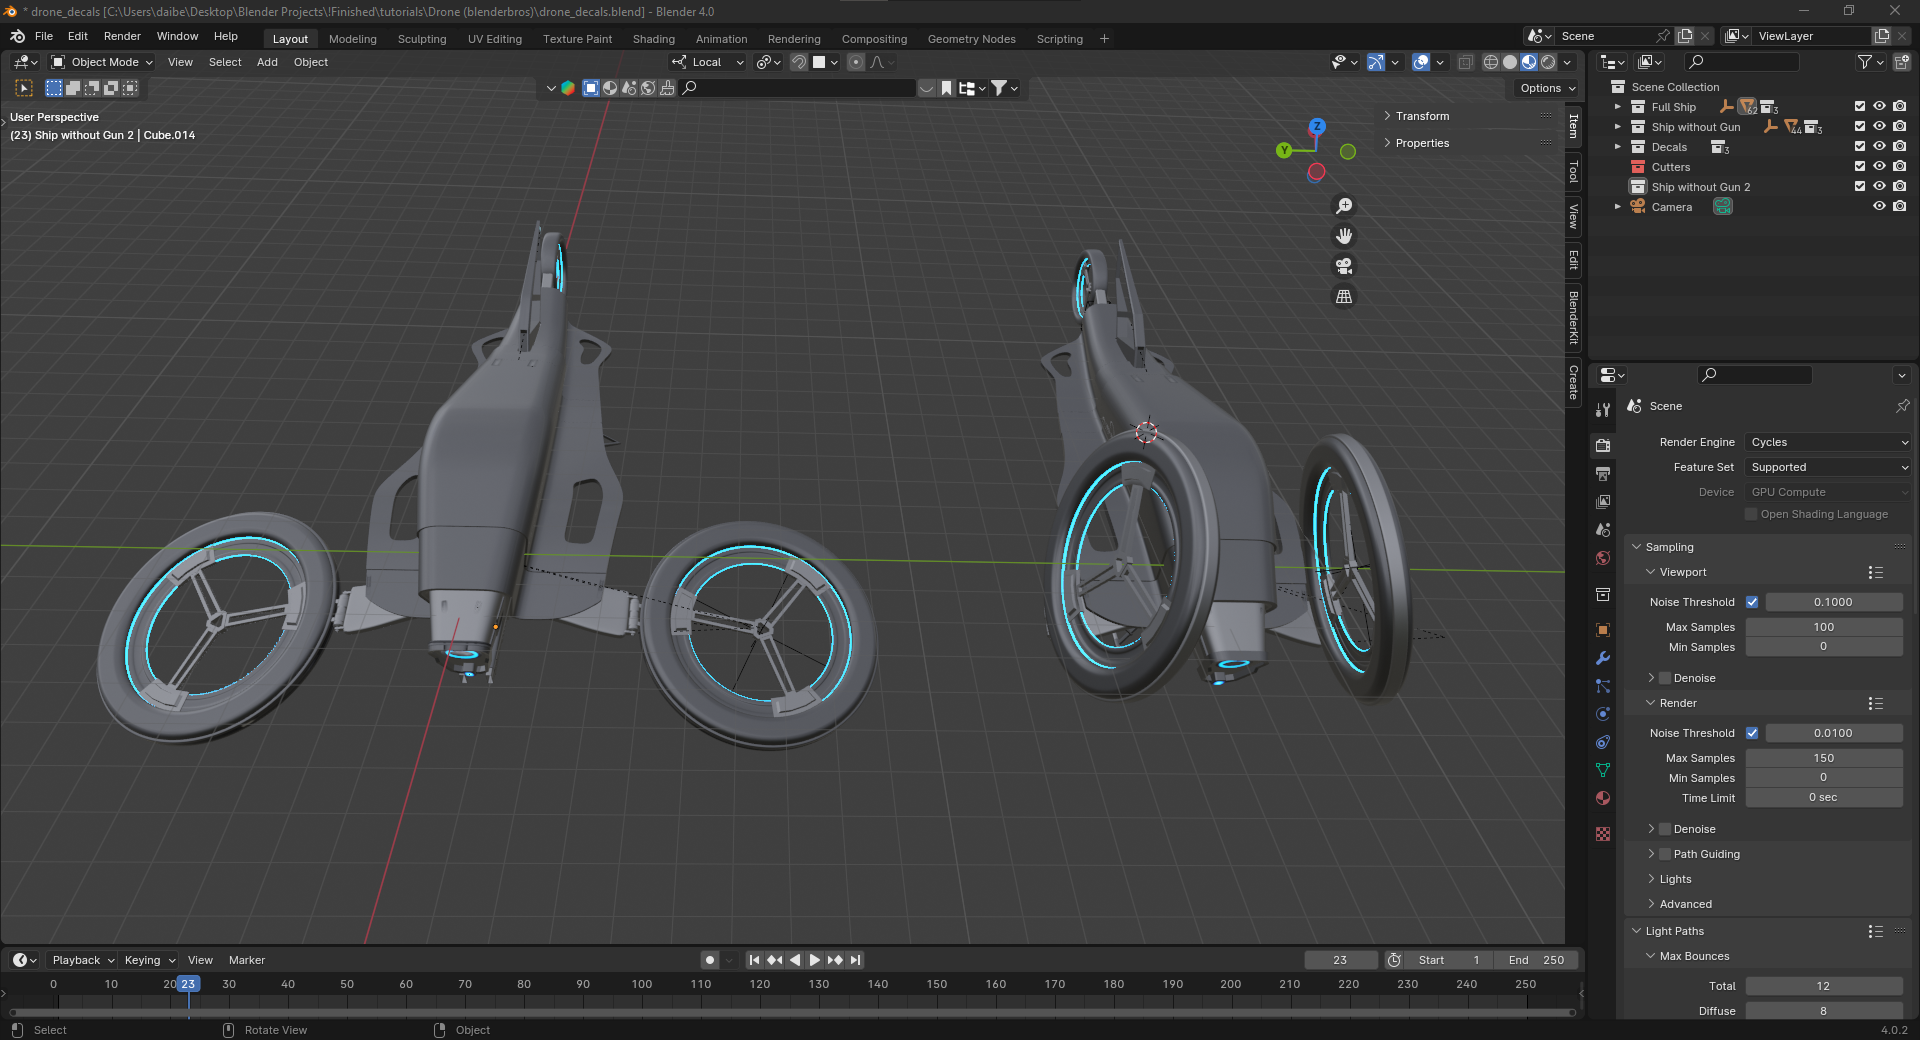 * drone_decals [C:\Users\daibe\Desktop\Blender Projects\!Finished\tutorials\Drone (blenderbros)\drone_decals.blend] - Blender 4.0
File Edit Render Window Help
Layout Modeling Sculpting UV Editing Texture Paint Shading Animation Rendering Compositing Geometry Nodes Scripting +
Scene
ViewLayer
Object Mode View Select Add Object
Local
Options
User Perspective
(23) Ship without Gun 2 | Cube.014
Transform
Properties
Z
Y
Item
Tool
View
Edit
BlenderKit
Create
Scene Collection
Full Ship 62 3
Ship without Gun 44 3
Decals 3
Cutters
Ship without Gun 2
Camera
Scene
Render Engine Cycles
Feature Set Supported
Device GPU Compute
Open Shading Language
Sampling
Viewport
Noise Threshold 0.1000
Max Samples 100
Min Samples 0
Denoise
Render
Noise Threshold 0.0100
Max Samples 150
Min Samples 0
Time Limit 0 sec
Denoise
Path Guiding
Lights
Advanced
Light Paths
Max Bounces
Total 12
Diffuse 8
Playback Keying View Marker
23 Start 1 End 250
0 10 20 23 30 40 50 60 70 80 90 100 110 120 130 140 150 160 170 180 190 200 210 220 230 240 250
Select Rotate View Object
4.0.2